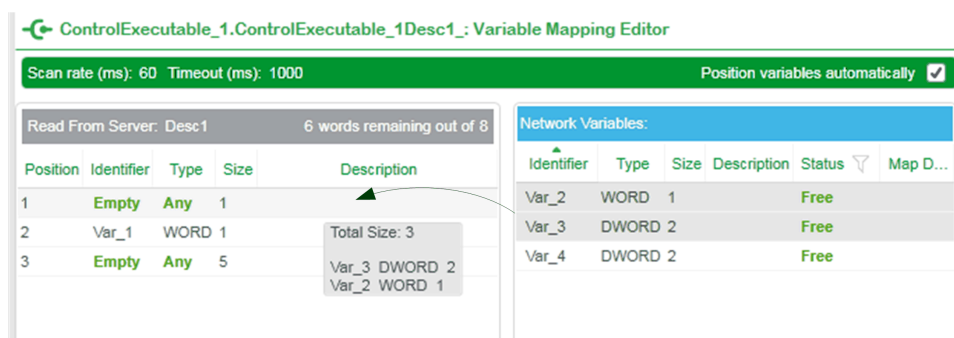 ControlExecutable_1.ControlExecutable_1Desc1_: Variable Mapping Editor
Scan rate (ms): 60 Timeout (ms): 1000 Position variables automatically
Read From Server: Desc1 6 words remaining out of 8
Position Identifier Type Size Description
1 Empty Any 1
2 Var_1 WORD 1
3 Empty Any 5
Total Size: 3
Var_3 DWORD 2
Var_2 WORD 1
Network Variables:
Identifier Type Size Description Status Map D...
Var_2 WORD 1 Free
Var_3 DWORD 2 Free
Var_4 DWORD 2 Free